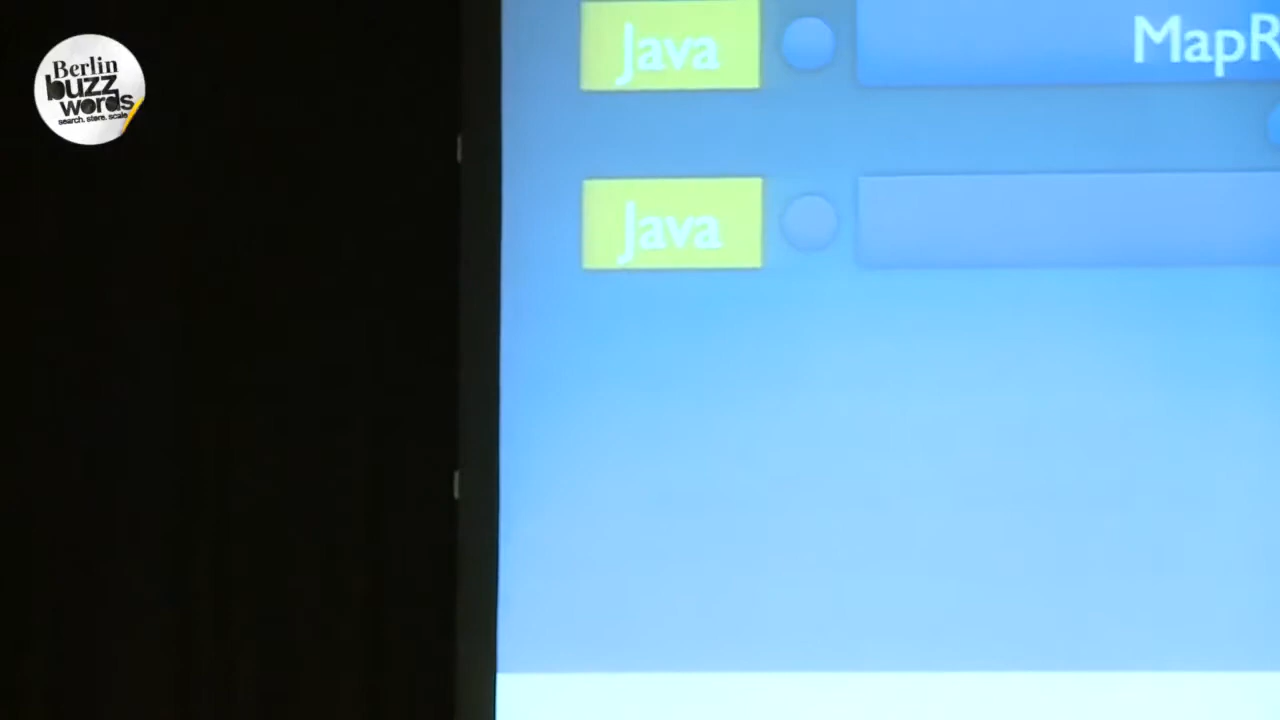 Berlin
buzz
words
search. store. scale
Java
MapR
Java